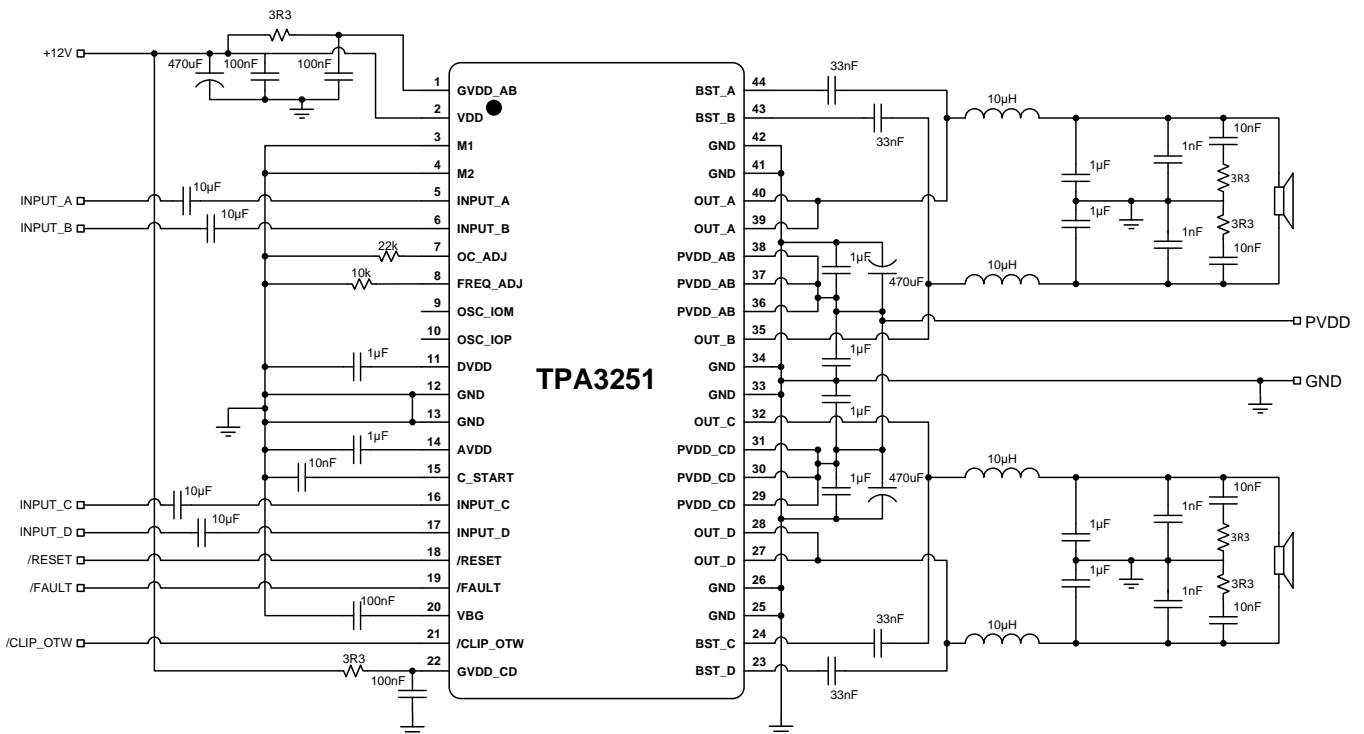 3R3
+12V
470uF
100nF
100nF
1
GVDD_AB
2
VDD
3
M1
4
M2
INPUT_A
10µF
5
INPUT_A
INPUT_B
10µF
6
INPUT_B
22k
7
OC_ADJ
10k
8
FREQ_ADJ
9
OSC_IOM
10
OSC_IOP
1µF
11
DVDD
12
GND
13
GND
1µF
14
AVDD
10nF
15
C_START
INPUT_C
10µF
16
INPUT_C
INPUT_D
10µF
17
INPUT_D
/RESET
18
/RESET
/FAULT
19
/FAULT
100nF
20
VBG
/CLIP_OTW
21
/CLIP_OTW
3R3
22
GVDD_CD
100nF
TPA3251
BST_A
44
33nF
BST_B
43
33nF
GND
42
GND
41
OUT_A
40
OUT_A
39
PVDD_AB
38
PVDD_AB
37
PVDD_AB
36
OUT_B
35
GND
34
GND
33
OUT_C
32
PVDD_CD
31
PVDD_CD
30
PVDD_CD
29
OUT_D
28
OUT_D
27
GND
26
GND
25
BST_C
24
33nF
BST_D
23
33nF
1µF
470uF
1µF
1µF
1µF
470uF
10µH
10µH
1µF
1µF
1nF
1nF
10nF
3R3
3R3
10nF
PVDD
GND
10µH
10µH
1µF
1µF
1nF
1nF
10nF
3R3
3R3
10nF